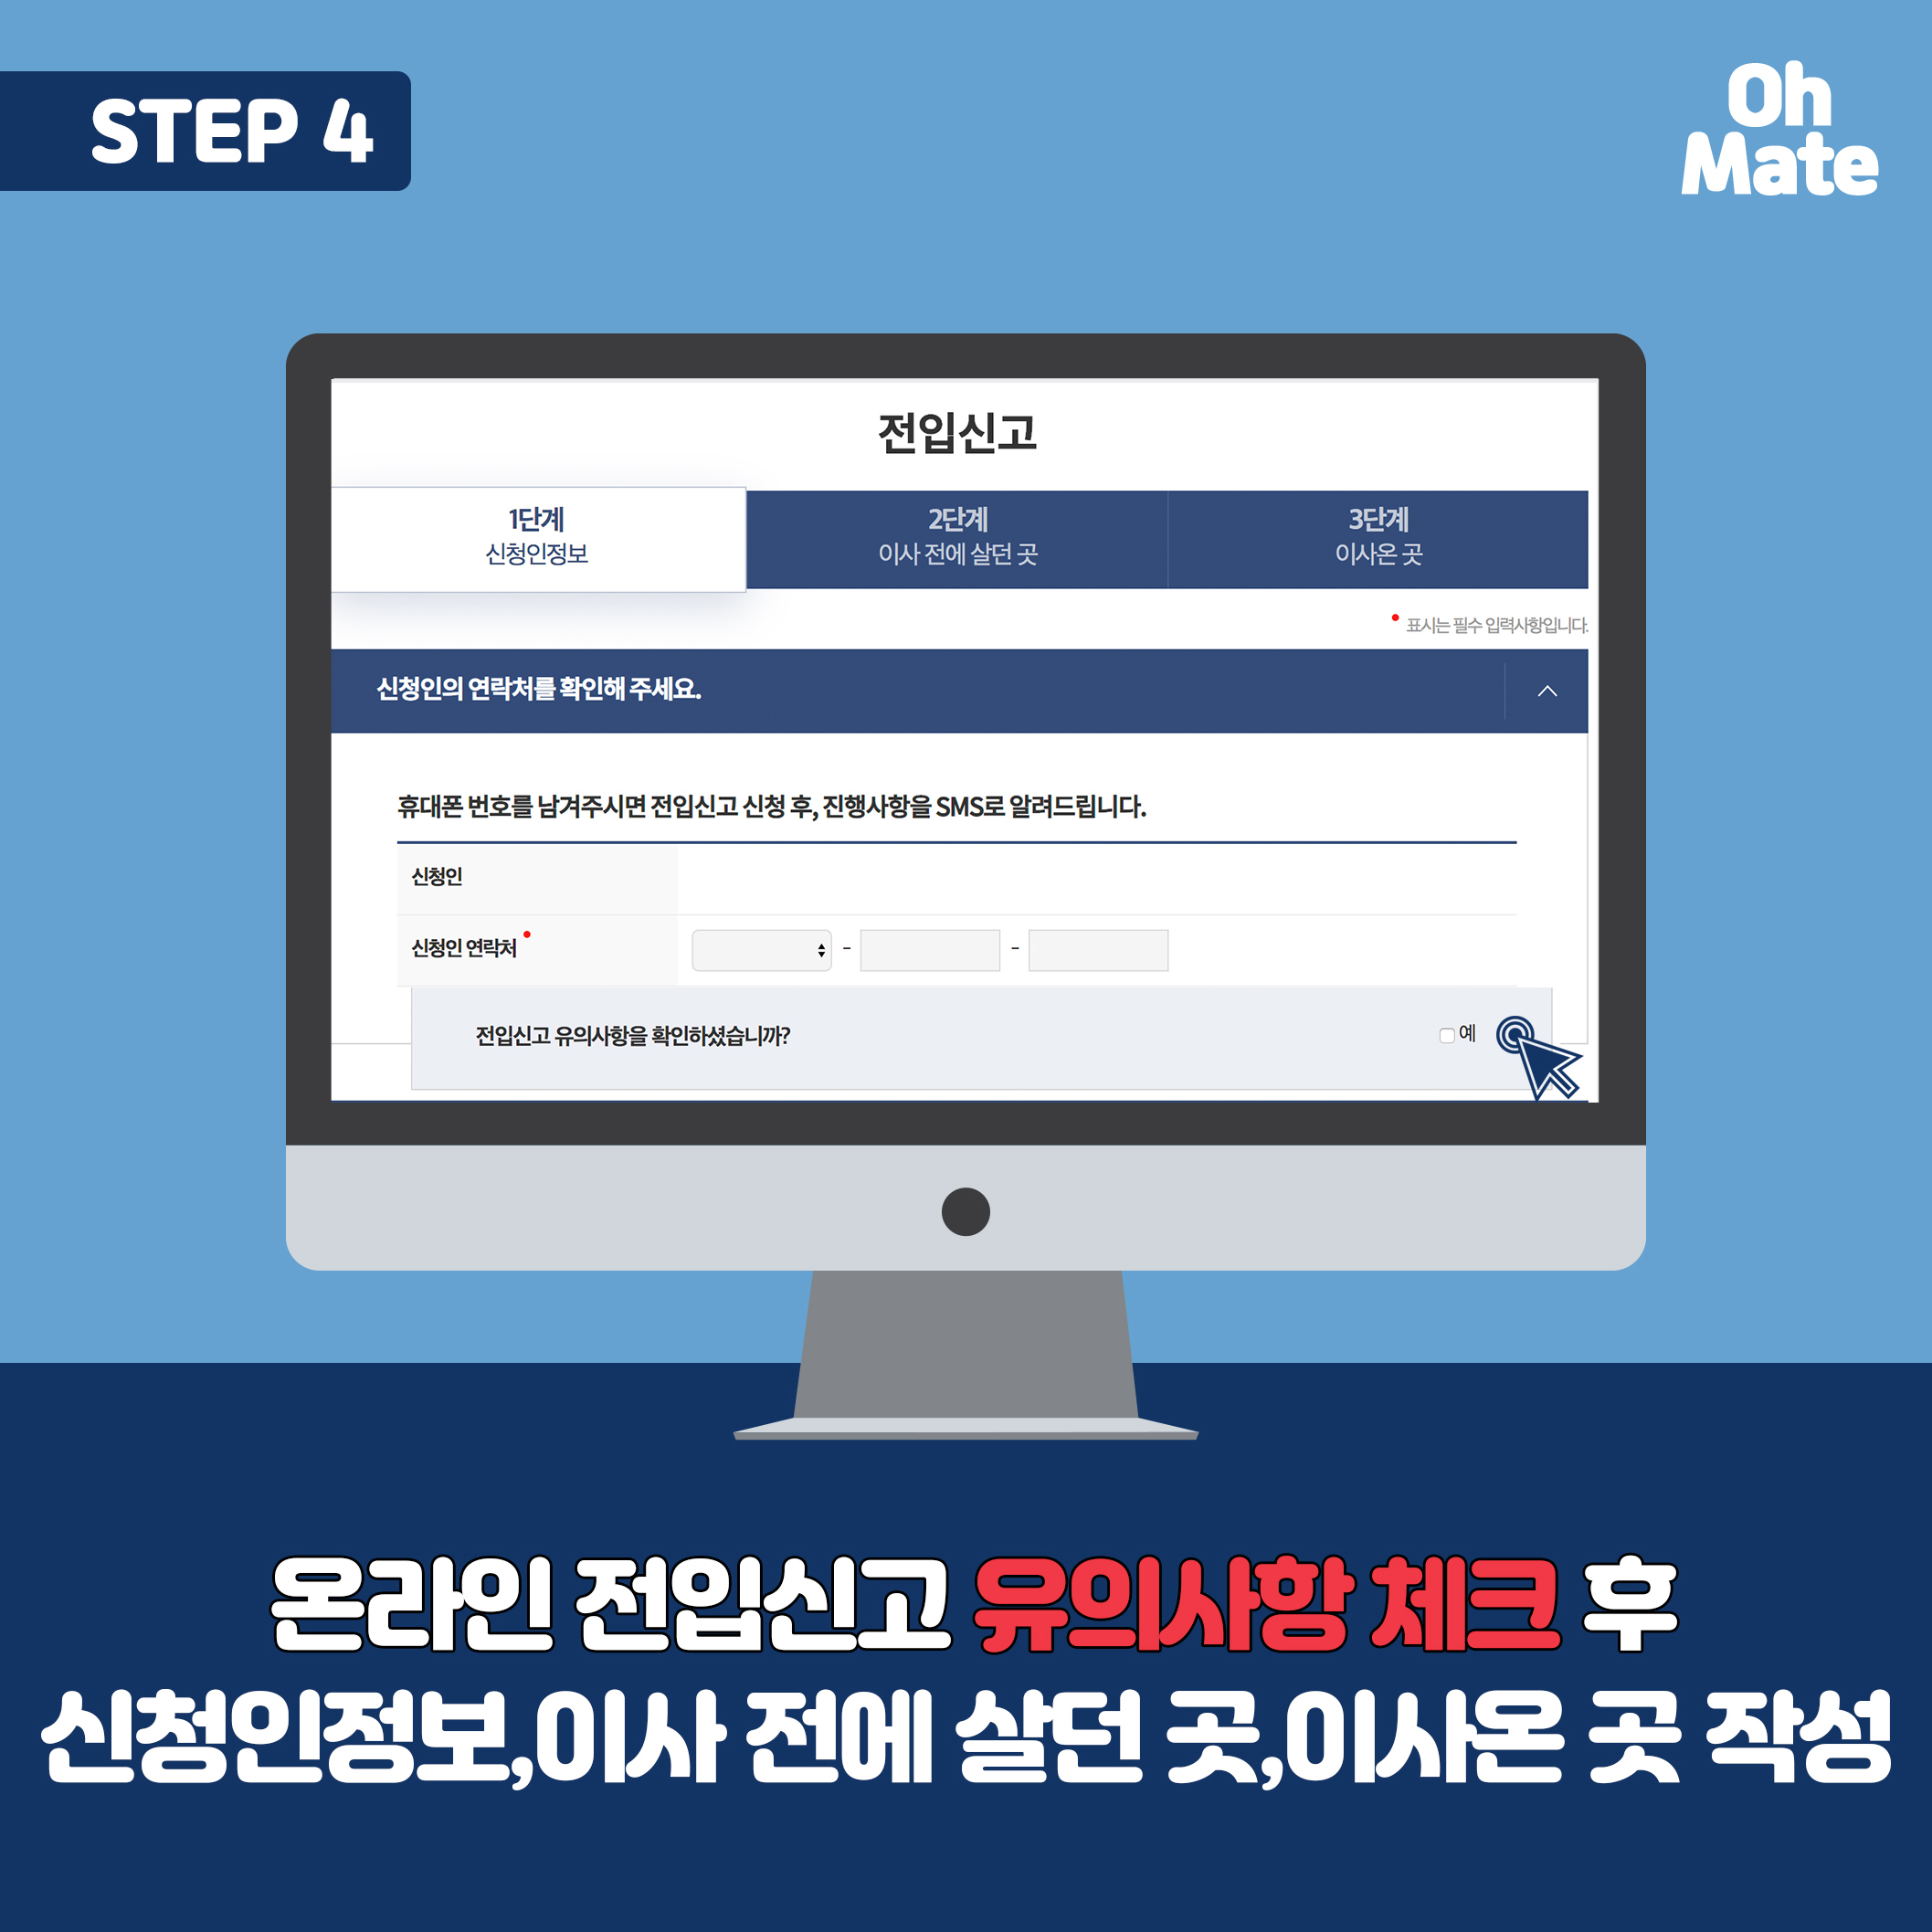 STEP 4
Oh
Mate
전입신고
1단계
신청인정보
2단계
이사 전에 살던 곳
3단계
이사온 곳
표시는 필수 입력사항입니다.
신청인의 연락처를 확인해 주세요.
휴대폰 번호를 남겨주시면 전입신고 신청 후, 진행사항을 SMS로 알려드립니다.
신청인
신청인 연락처
- -
전입신고 유의사항을 확인하셨습니까?
예
온라인 전입신고 유의사항 체크 후
신청인정보,이사 전에 살던 곳,이사온 곳 작성